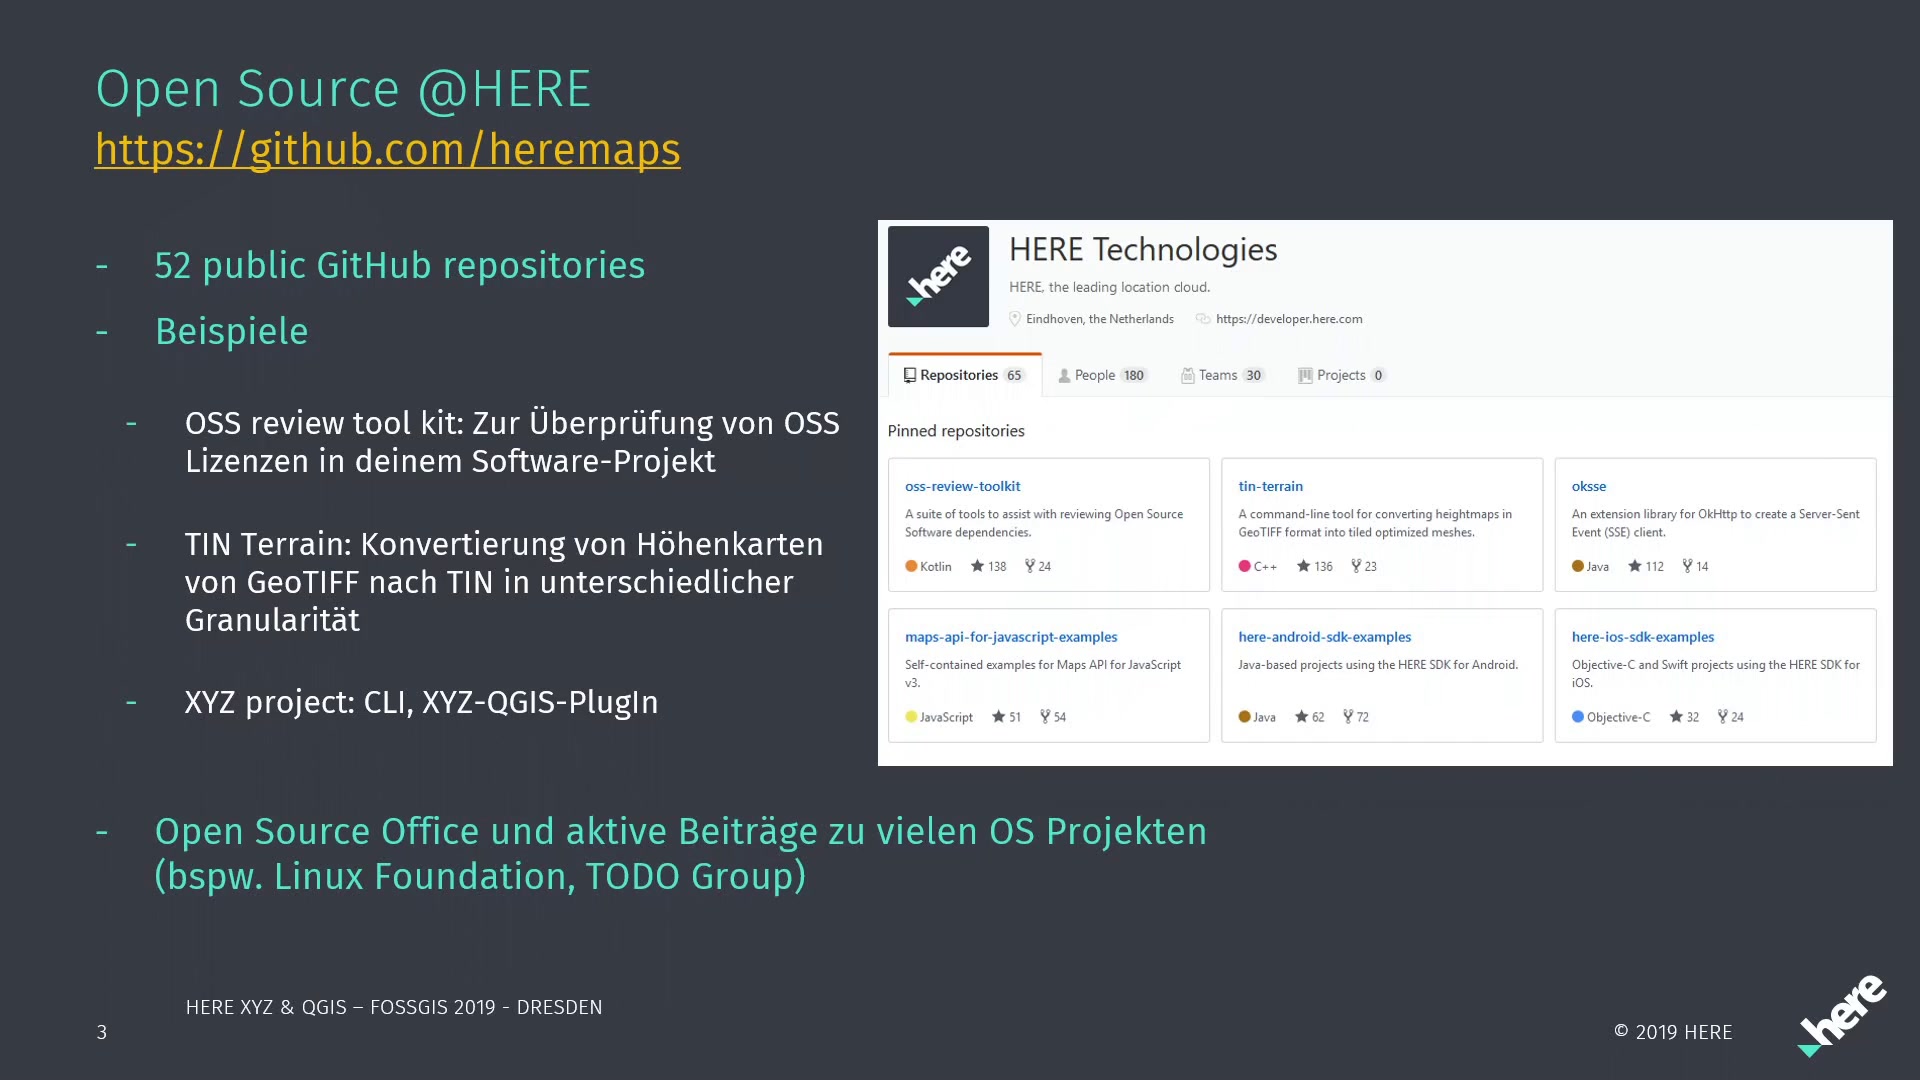 Open Source @HERE
https://github.com/heremaps
- 52 public GitHub repositories
- Beispiele
- OSS review tool kit: Zur Überprüfung von OSS
Lizenzen in deinem Software-Projekt
- TIN Terrain: Konvertierung von Höhenkarten
von GeoTIFF nach TIN in unterschiedlicher
Granularität
- XYZ project: CLI, XYZ-QGIS-PlugIn
- Open Source Office und aktive Beiträge zu vielen OS Projekten
(bspw. Linux Foundation, TODO Group)
here
HERE Technologies
HERE, the leading location cloud.
Eindhoven, the Netherlands https://developer.here.com
Repositories 65 People 180 Teams 30 Projects 0
Pinned repositories
oss-review-toolkit
A suite of tools to assist with reviewing Open Source
Software dependencies.
Kotlin 138 24
tin-terrain
A command-line tool for converting heightmaps in
GeoTIFF format into tiled optimized meshes.
C++ 136 23
oksse
An extension library for OkHttp to create a Server-Sent
Event (SSE) client.
Java 112 14
maps-api-for-javascript-examples
Self-contained examples for Maps API for JavaScript
v3.
JavaScript 51 54
here-android-sdk-examples
Java-based projects using the HERE SDK for Android.
Java 62 72
here-ios-sdk-examples
Objective-C and Swift projects using the HERE SDK for
iOS.
Objective-C 32 24
HERE XYZ & QGIS – FOSSGIS 2019 - DRESDEN
3
© 2019 HERE
here